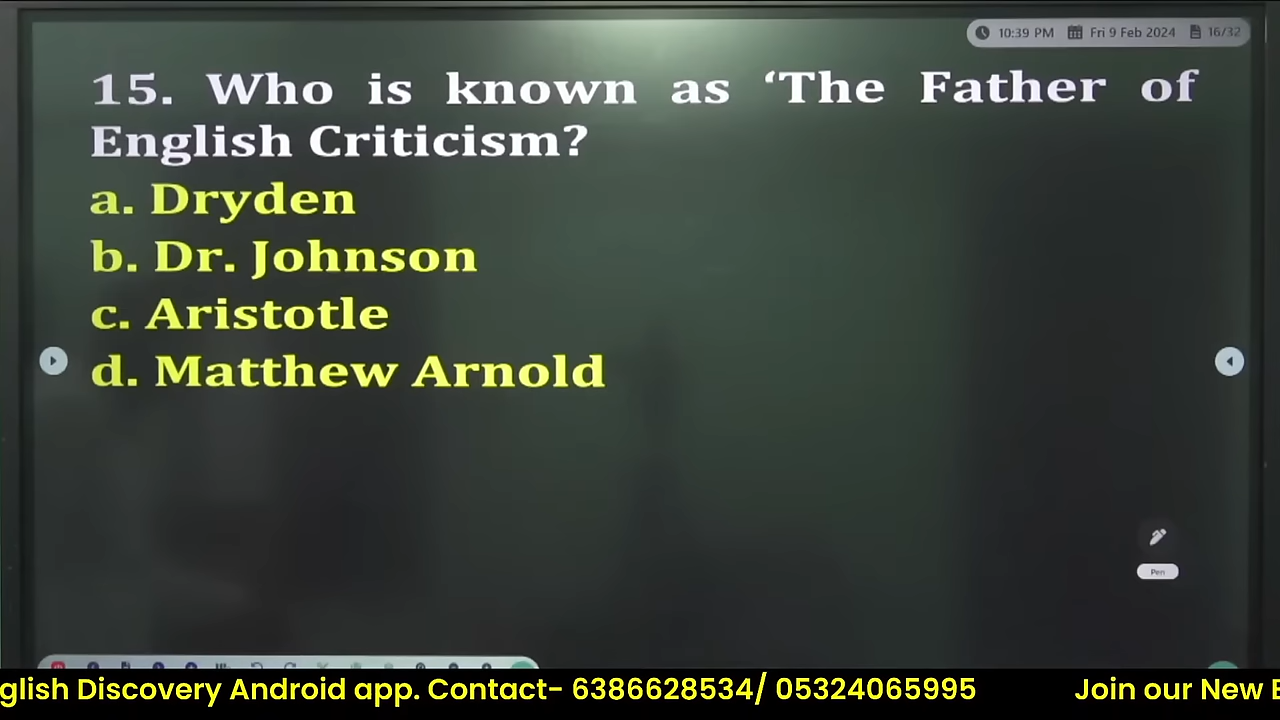 10:39 PM Fri 9 Feb 2024 16/32
15. Who is known as ‘The Father of
English Criticism?
a. Dryden
b. Dr. Johnson
c. Aristotle
d. Matthew Arnold
Pen
glish Discovery Android app. Contact- 6386628534/ 05324065995 Join our New E